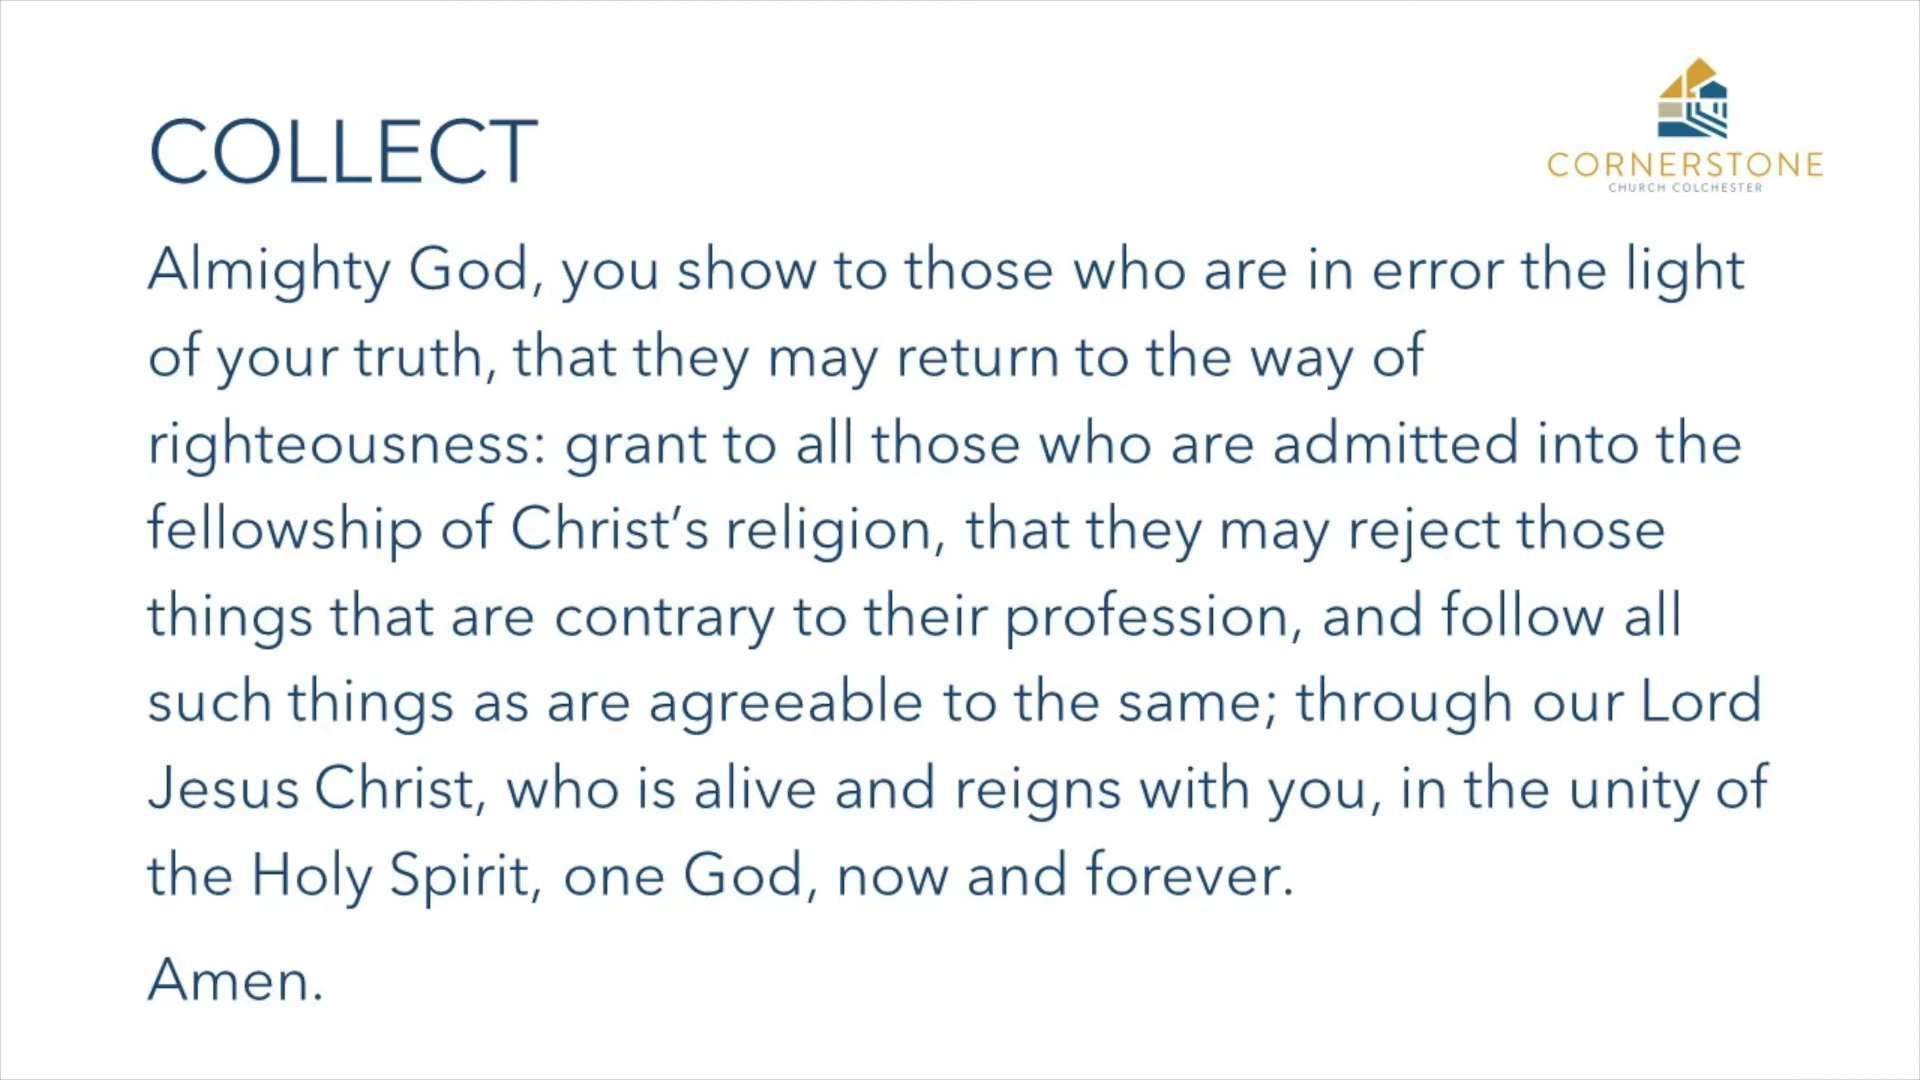 COLLECT
CORNERSTONE
CHURCH COLCHESTER
Almighty God, you show to those who are in error the light
of your truth, that they may return to the way of
righteousness: grant to all those who are admitted into the
fellowship of Christ’s religion, that they may reject those
things that are contrary to their profession, and follow all
such things as are agreeable to the same; through our Lord
Jesus Christ, who is alive and reigns with you, in the unity of
the Holy Spirit, one God, now and forever.
Amen.